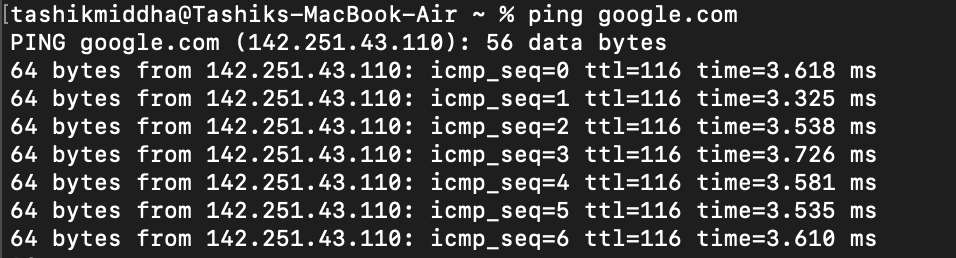 [tashikmiddha@Tashiks-MacBook-Air ~ % ping google.com
PING google.com (142.251.43.110): 56 data bytes
64 bytes from 142.251.43.110: icmp_seq=0 ttl=116 time=3.618 ms
64 bytes from 142.251.43.110: icmp_seq=1 ttl=116 time=3.325 ms
64 bytes from 142.251.43.110: icmp_seq=2 ttl=116 time=3.538 ms
64 bytes from 142.251.43.110: icmp_seq=3 ttl=116 time=3.726 ms
64 bytes from 142.251.43.110: icmp_seq=4 ttl=116 time=3.581 ms
64 bytes from 142.251.43.110: icmp_seq=5 ttl=116 time=3.535 ms
64 bytes from 142.251.43.110: icmp_seq=6 ttl=116 time=3.610 ms